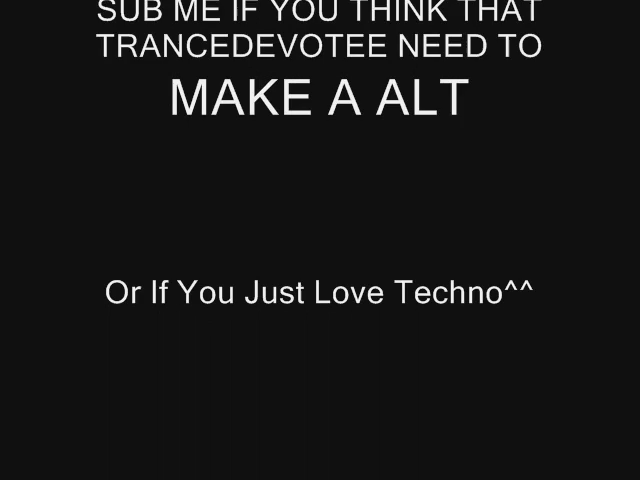 SUB ME IF YOU THINK THAT
TRANCEDEVOTEE NEED TO
MAKE A ALT
Or If You Just Love Techno^^